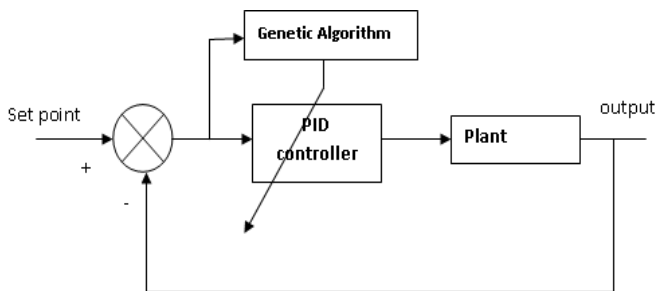 Genetic Algorithm
Set point
+
-
PID
controller
Plant
output